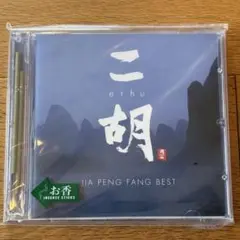 二
erhu
胡
JIA PENG FANG BEST
お香
INCENSE STICKS